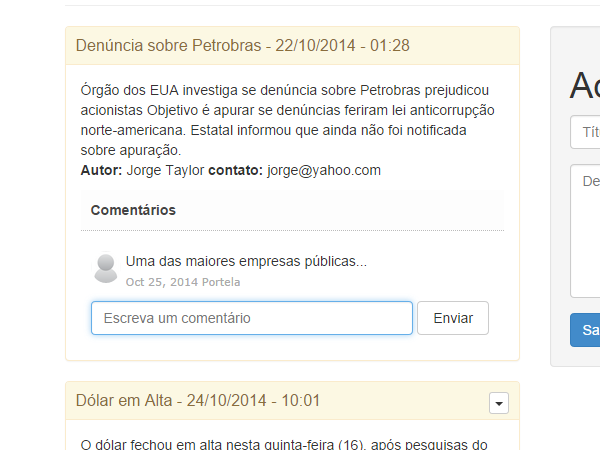 Denúncia sobre Petrobras - 22/10/2014 - 01:28
Órgão dos EUA investiga se denúncia sobre Petrobras prejudicou
acionistas Objetivo é apurar se denúncias feriram lei anticorrupção
norte-americana. Estatal informou que ainda não foi notificada
sobre apuração.
Autor: Jorge Taylor contato: jorge@yahoo.com
Comentários
Uma das maiores empresas públicas...
Oct 25, 2014 Portela
Escreva um comentário
Enviar
Dólar em Alta - 24/10/2014 - 10:01
O dólar fechou em alta nesta quinta-feira (16), após pesquisas do